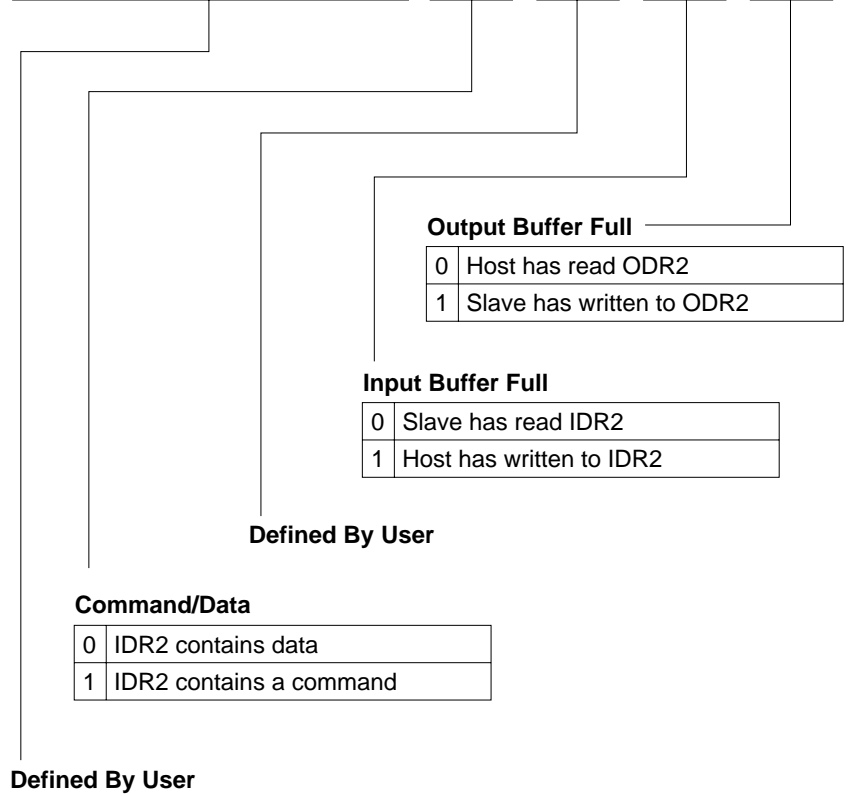 Output Buffer Full
0 Host has read ODR2
1 Slave has written to ODR2
Input Buffer Full
0 Slave has read IDR2
1 Host has written to IDR2
Defined By User
Command/Data
0 IDR2 contains data
1 IDR2 contains a command
Defined By User